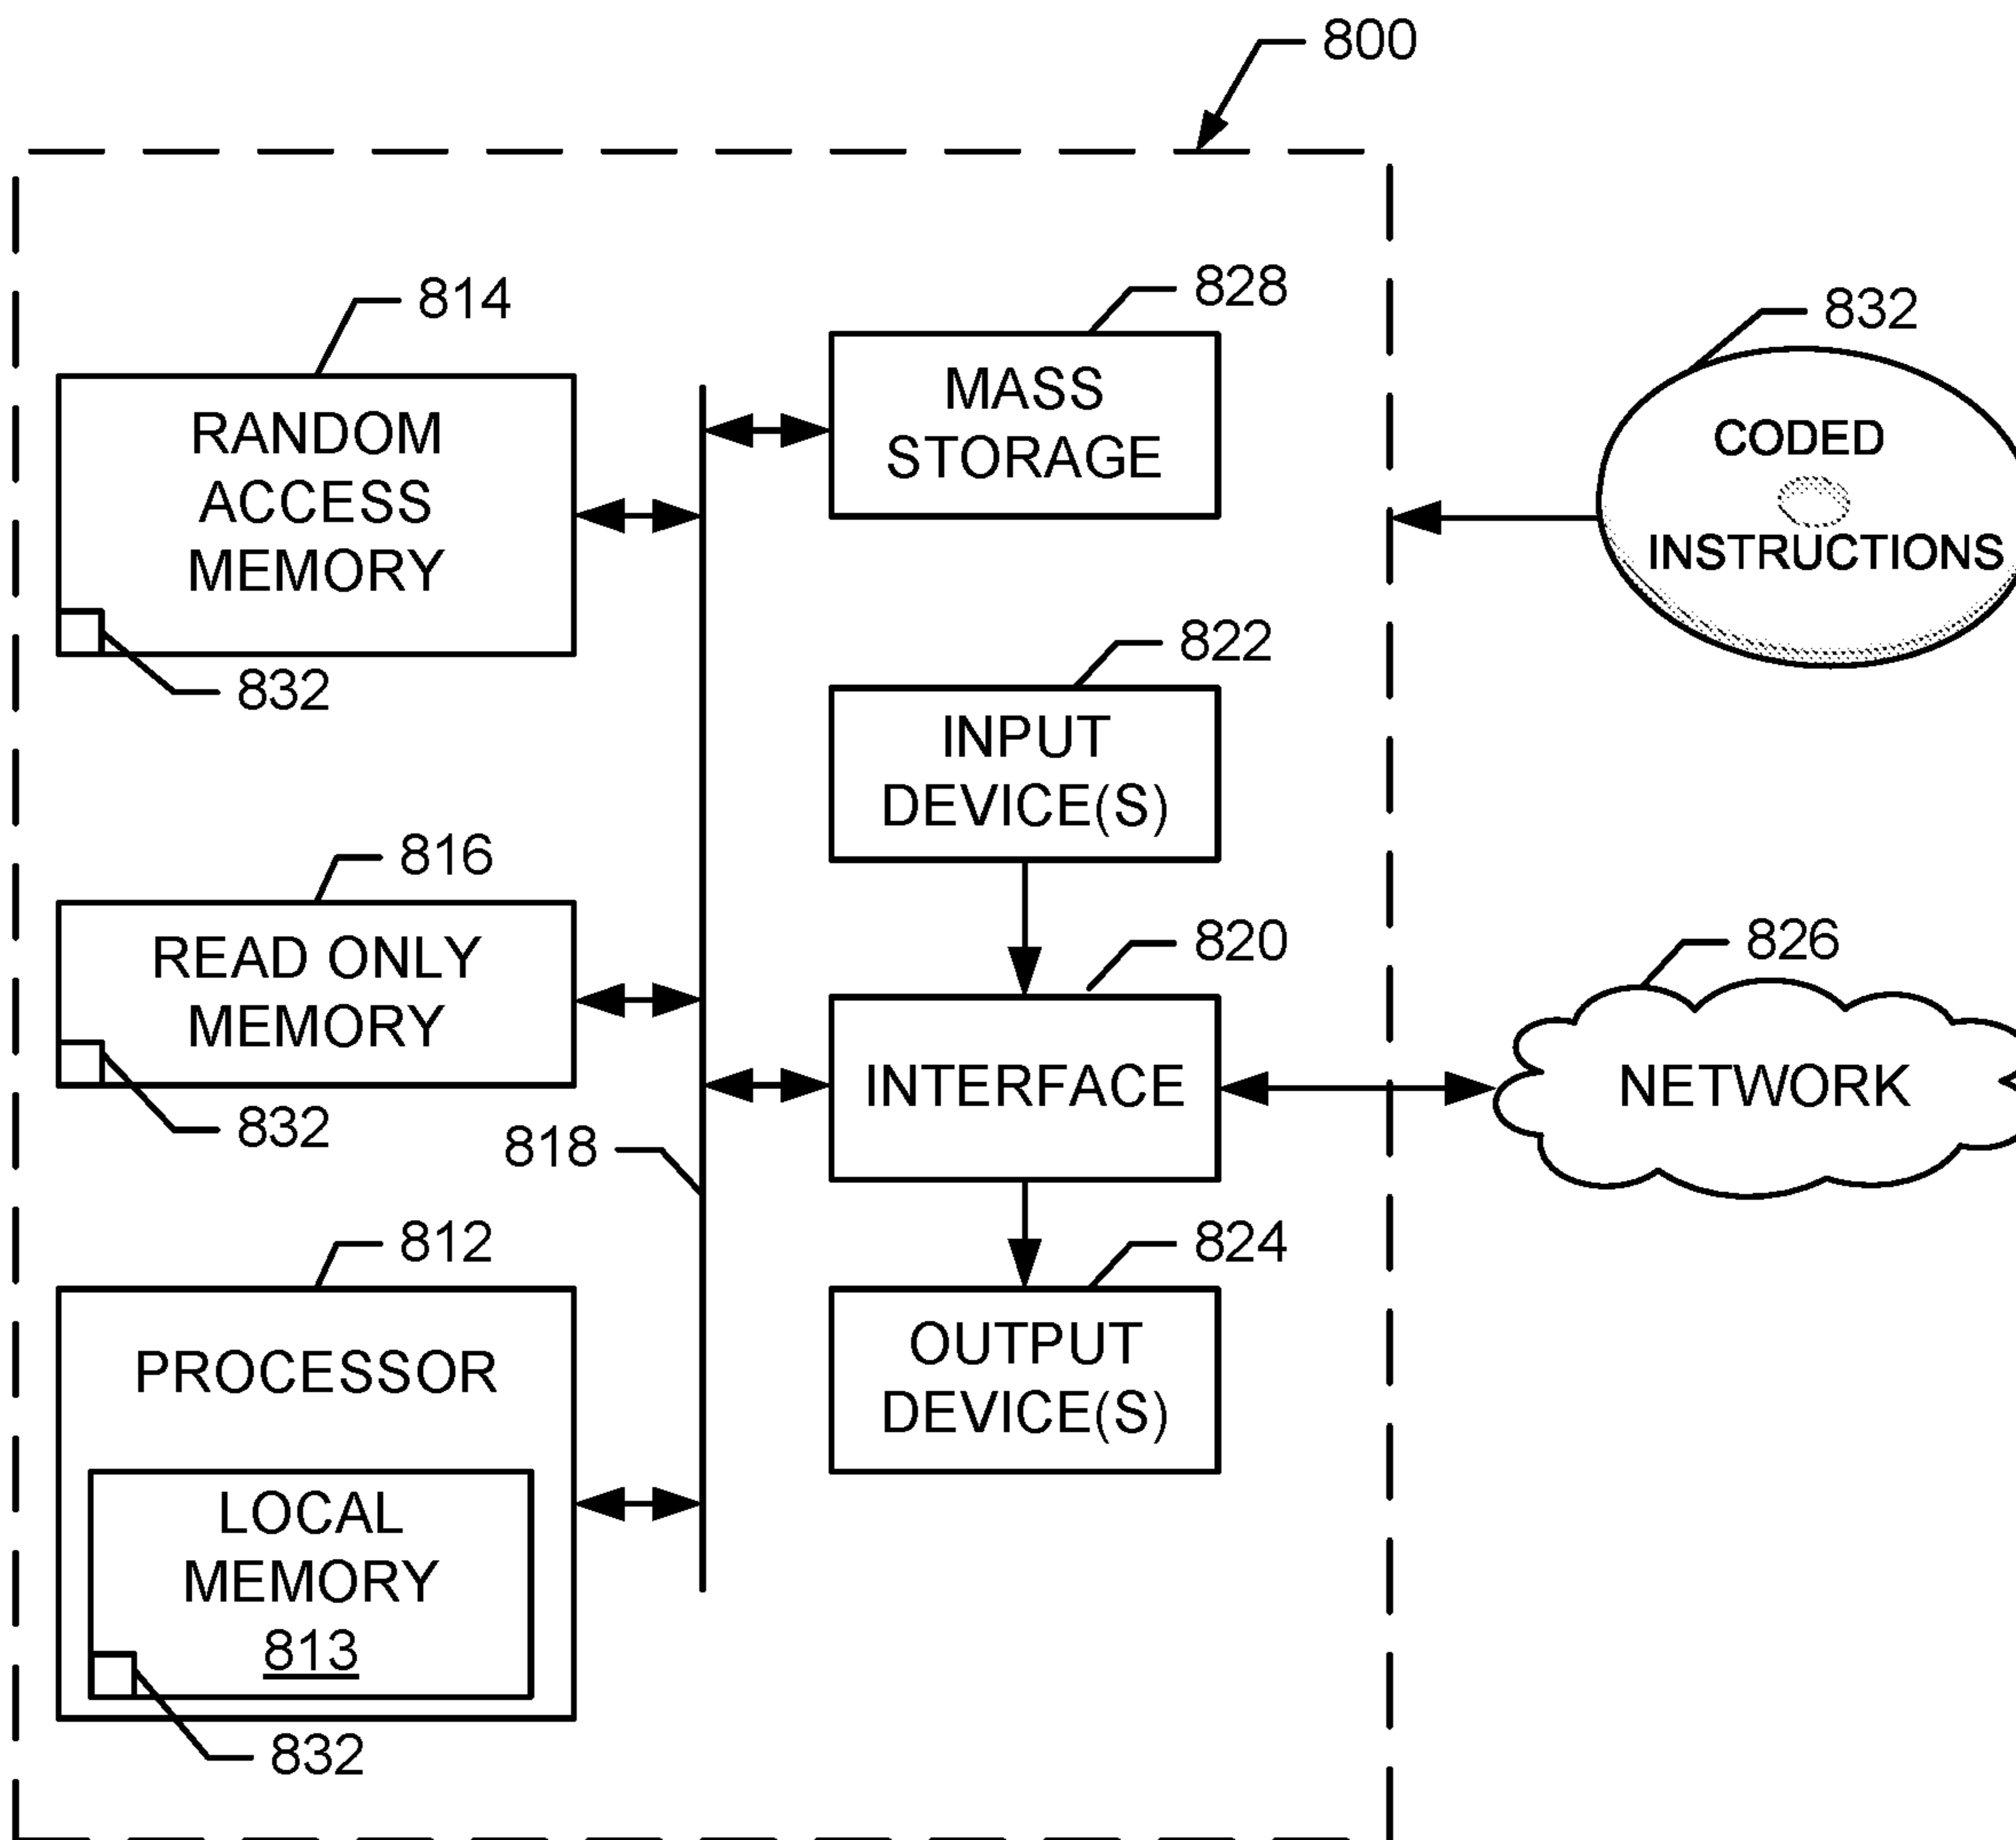 800
814
RANDOM
ACCESS
MEMORY
832
828
MASS
STORAGE
832
CODED
INSTRUCTIONS
822
INPUT
DEVICE(S)
816
READ ONLY
MEMORY
832
820
INTERFACE
826
NETWORK
818
812
PROCESSOR
LOCAL
MEMORY
813
832
824
OUTPUT
DEVICE(S)